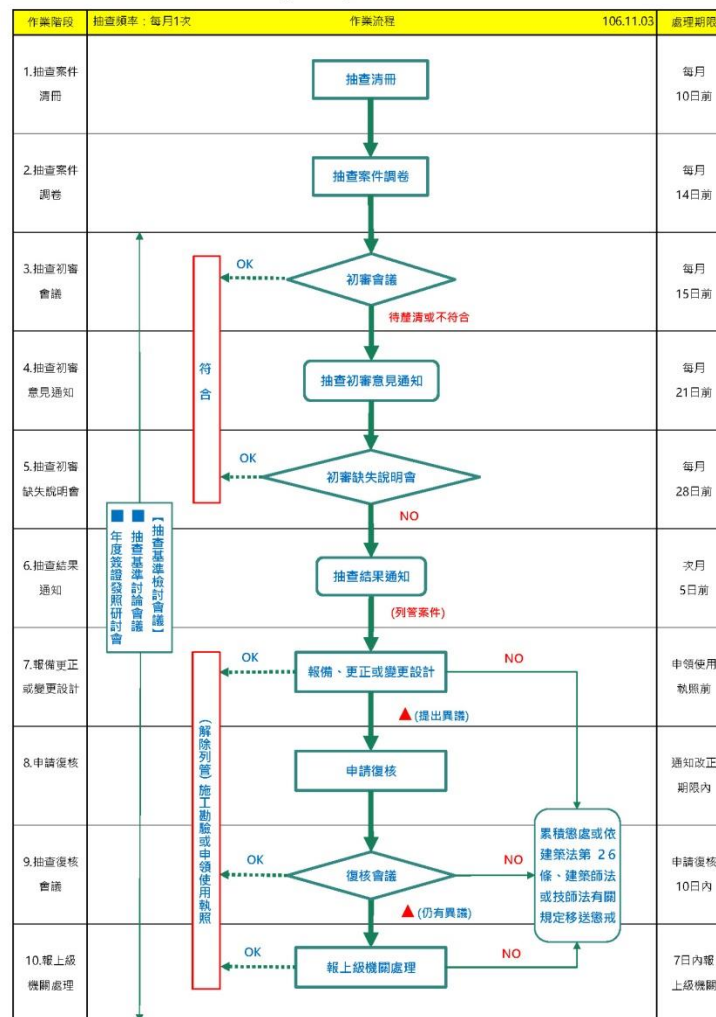 作業階段
抽查頻率：每月1次
作業流程
106.11.03
處理期限
1.抽查案件
清冊
抽查清冊
每月
10日前
2.抽查案件
調卷
抽查案件調卷
每月
14日前
3.抽查初審
會議
OK
初審會議
每月
15日前
待釐清或不符合
符合
4.抽查初審
意見通知
抽查初審意見通知
每月
21日前
5.抽查初審
缺失說明會
OK
初審缺失說明會
每月
28日前
NO
【抽查基準檢討會議】
■ 抽查基準討論會議
■ 年度簽證發照研討會
6.抽查結果
通知
抽查結果通知
次月
5日前
(列管案件)
7.報備更正
或變更設計
OK
報備、更正或變更設計
NO
申領使用
執照前
▲(提出異議)
(解除列管)施工勘驗或申領使用執照
8.申請復核
申請復核
通知改正
期限內
累積懲處或依
建築法第 26
條、建築師法
或技師法有關
規定移送懲戒
9.抽查復核
會議
OK
復核會議
NO
申請復核
10日內
▲(仍有異議)
10.報上級
機關處理
OK
報上級機關處理
NO
7日內報
上級機關